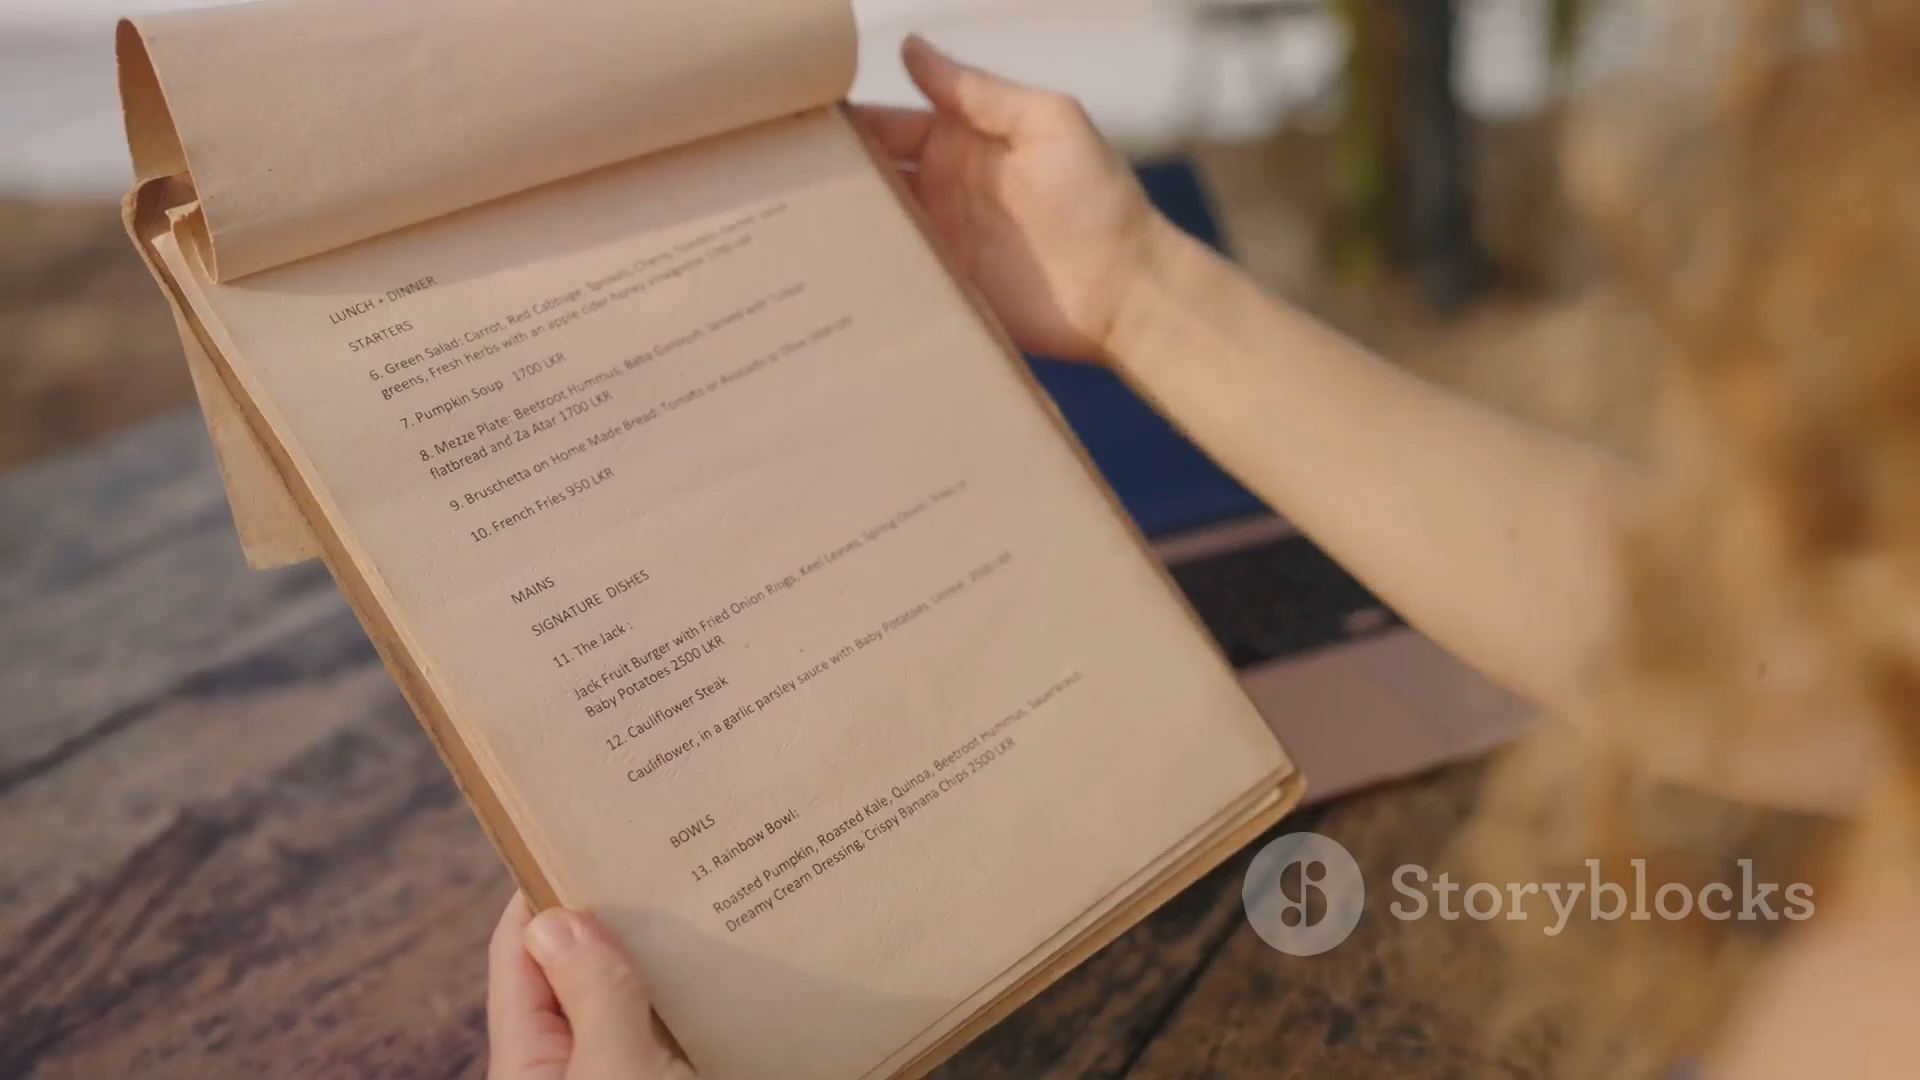 LUNCH + DINNER
STARTERS
6. Green Salad: Carrot, Red Cabbage, Sprouts, Cherry Tomatoes,
greens, Fresh herbs with an apple cider honey vinaigrette
7. Pumpkin Soup 1700 LKR
8. Mezze Plate: Beetroot Hummus, Baba Ganoush. Served with
flatbread and Za Atar 1700 LKR
9. Bruschetta on Home Made Bread: Tomato or Avocado or Olive
10. French Fries 950 LKR
MAINS
SIGNATURE DISHES
11. The Jack :
Jack Fruit Burger with Fried Onion Rings, Keel Leaves, Spring Onion,
Baby Potatoes 2500 LKR
12. Cauliflower Steak
Cauliflower, in a garlic parsley sauce with Baby Potatoes
BOWLS
13. Rainbow Bowl:
Roasted Pumpkin, Roasted Kale, Quinoa, Beetroot Hummus, Sauerkraut,
Dreamy Cream Dressing, Crispy Banana Chips 2500 LKR
Storyblocks